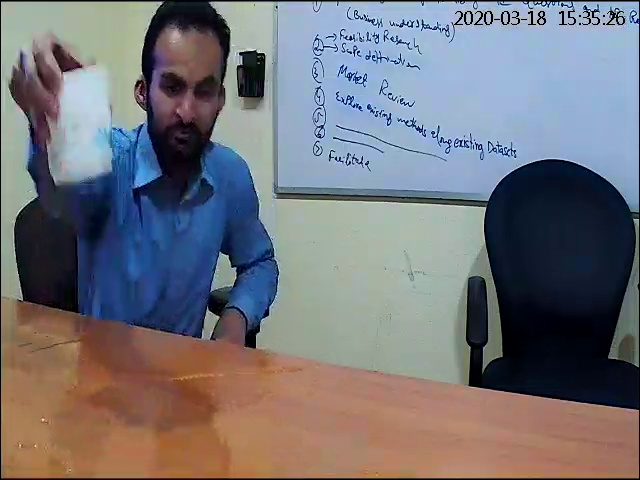 2020-03-18 15:35:26
(Business understanding)
→ Feasibility Research
→ Scope definition
Market Review
Explore existing methods along existing Datasets